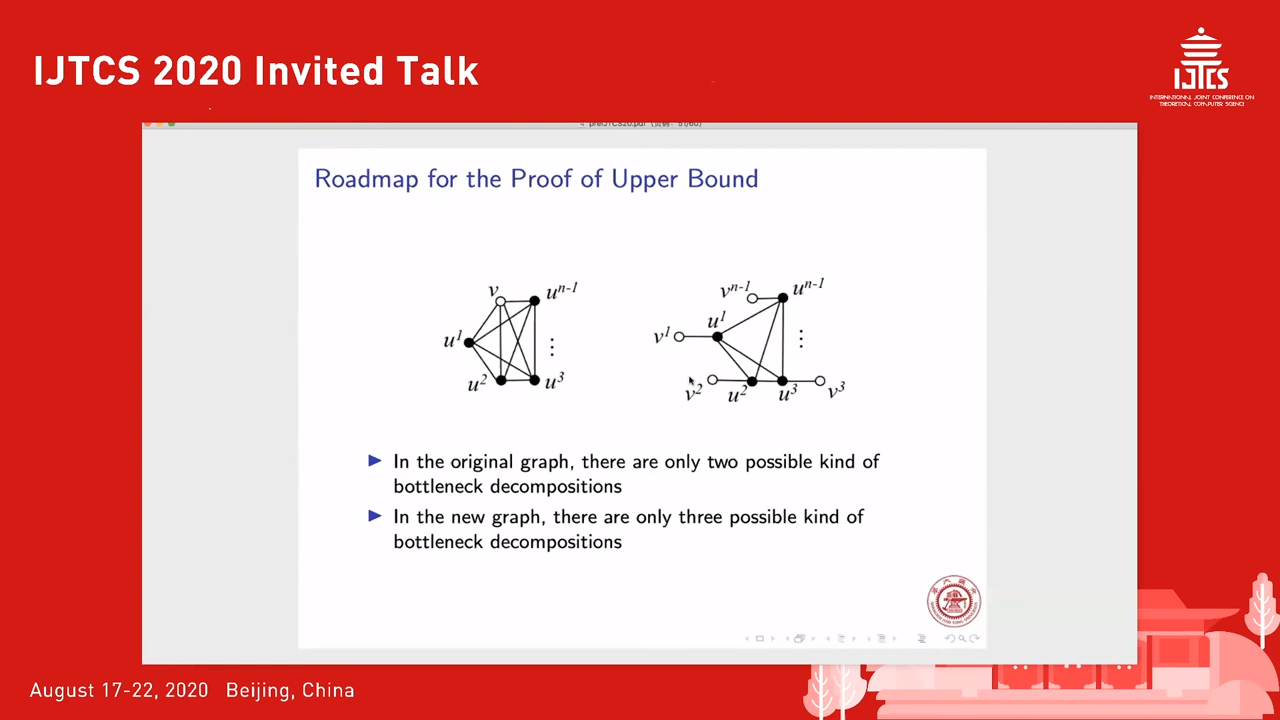 IJTCS 2020 Invited Talk
IJTCS
INTERNATIONAL JOINT CONFERENCE ON
THEORETICAL COMPUTER SCIENCE
Roadmap for the Proof of Upper Bound
v
u^{n-1}
u^1
⋮
u^2
u^3
v^{n-1}
u^{n-1}
u^1
v^1
⋮
v^2
u^2
u^3
v^3
In the original graph, there are only two possible kind of
bottleneck decompositions
In the new graph, there are only three possible kind of
bottleneck decompositions
August 17-22, 2020 Beijing, China